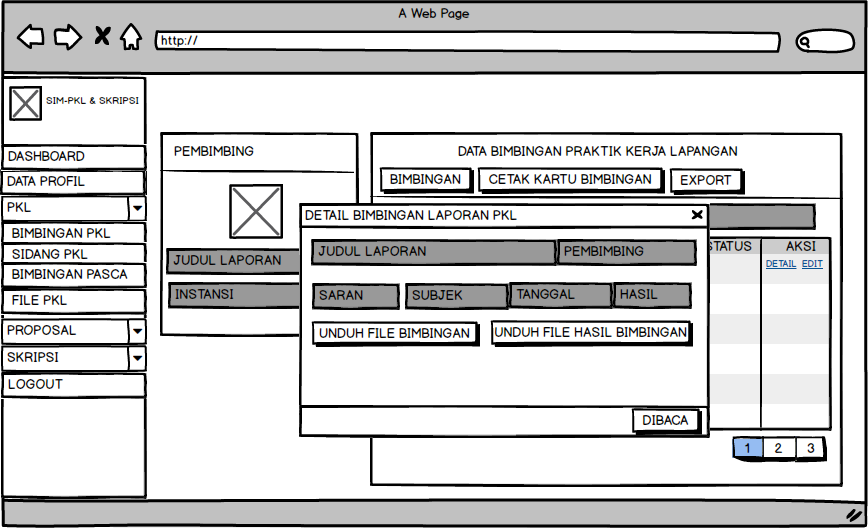 A Web Page
http://
SIM-PKL & SKRIPSI
DASHBOARD
DATA PROFIL
PKL
BIMBINGAN PKL
SIDANG PKL
BIMBINGAN PASCA
FILE PKL
PROPOSAL
SKRIPSI
LOGOUT
PEMBIMBING
JUDUL LAPORAN
INSTANSI
DATA BIMBINGAN PRAKTIK KERJA LAPANGAN
BIMBINGAN CETAK KARTU BIMBINGAN EXPORT
STATUS AKSI
DETAIL EDIT
DETAIL BIMBINGAN LAPORAN PKL
JUDUL LAPORAN PEMBIMBING
SARAN SUBJEK TANGGAL HASIL
UNDUH FILE BIMBINGAN UNDUH FILE HASIL BIMBINGAN
DIBACA
1 2 3